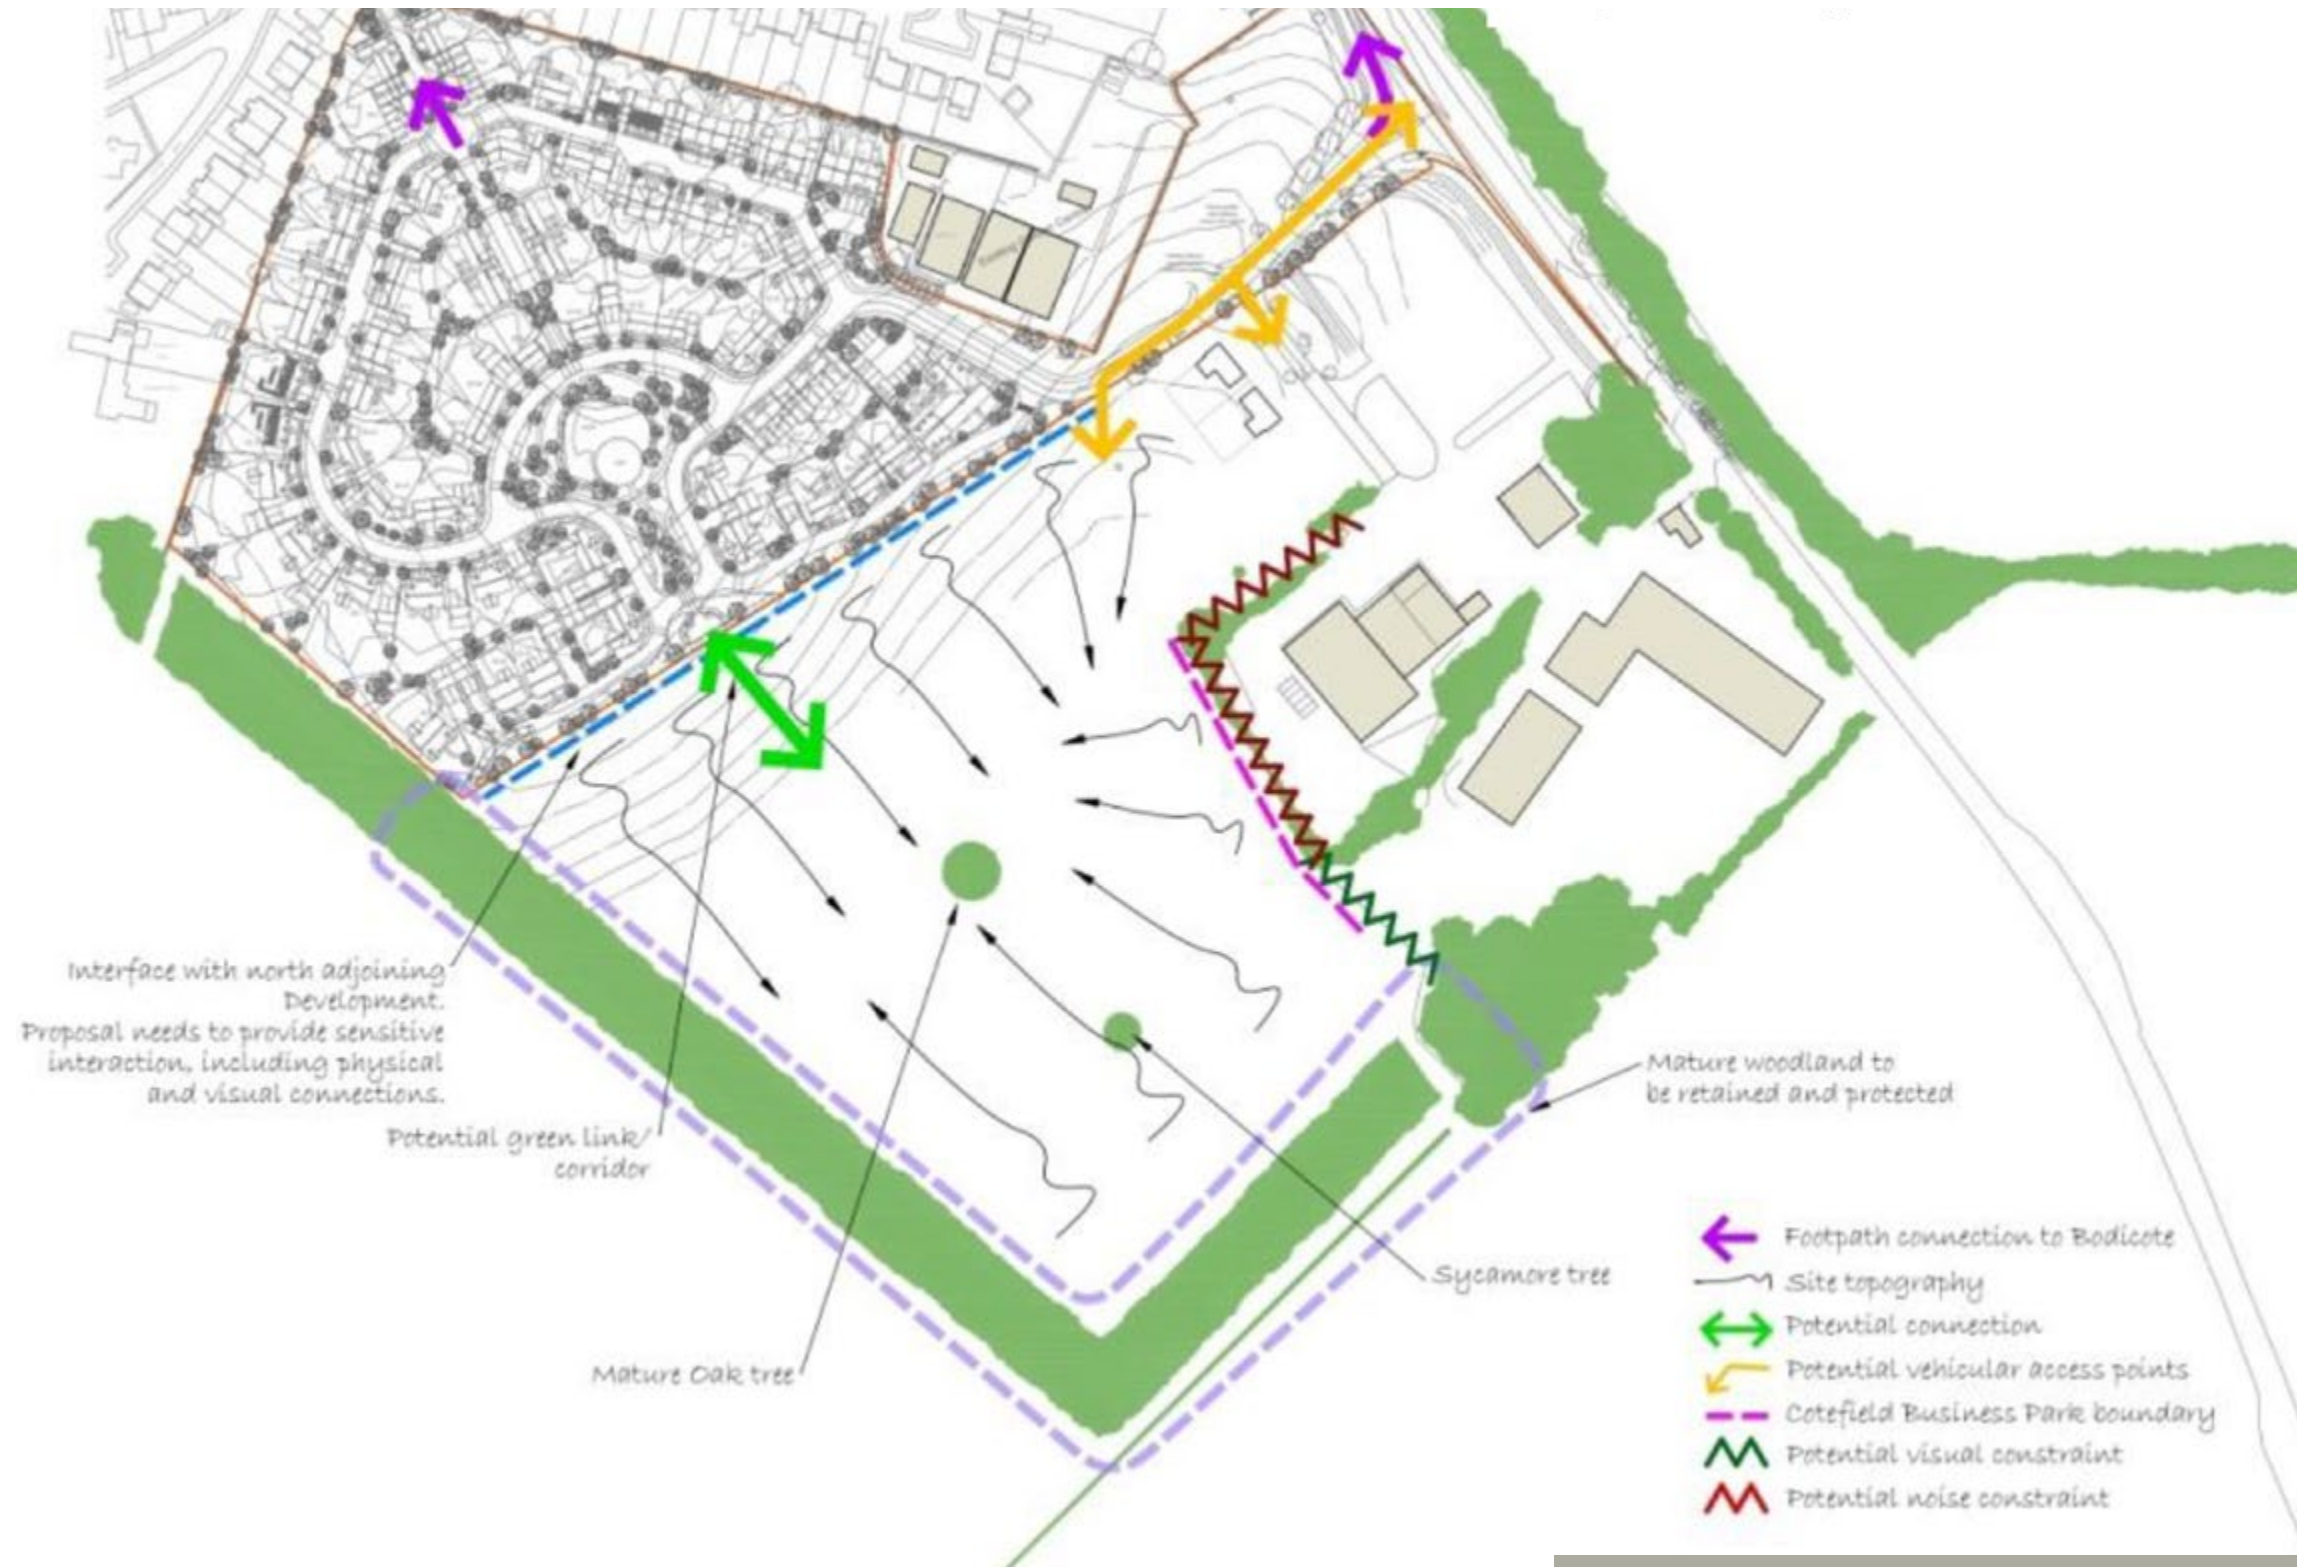 Interface with north adjoining
Development.
Proposal needs to provide sensitive
interaction, including physical
and visual connections.
Potential green link/
corridor
Mature Oak tree
Sycamore tree
Mature woodland to
be retained and protected
Footpath connection to Bodicote
Site topography
Potential connection
Potential vehicular access points
Cotefield Business Park boundary
Potential visual constraint
Potential noise constraint